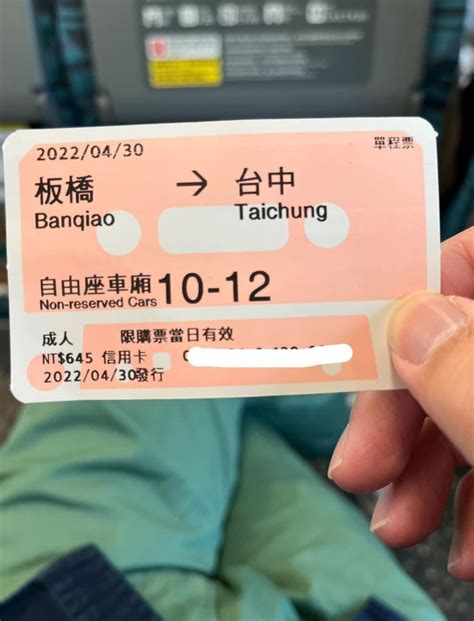 2022/04/30 單程票
板橋 → 台中
Banqiao Taichung
自由座車廂 10-12
Non-reserved Cars
成人 限購票當日有效
NT$645 信用卡
2022/04/30發行